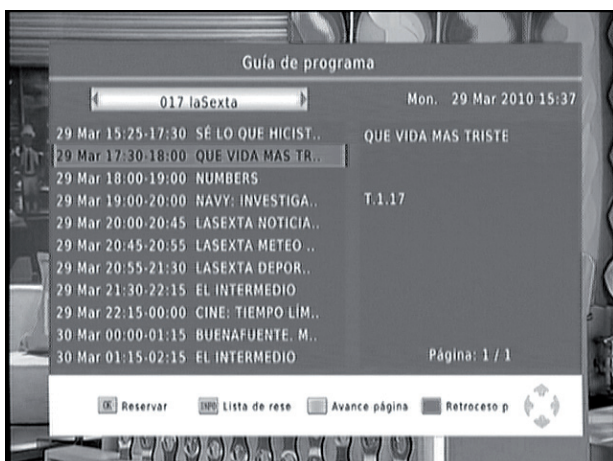 Guía de programa
017 laSexta
Mon. 29 Mar 2010 15:37
29 Mar 15:25-17:30 SÉ LO QUE HICIST..
29 Mar 17:30-18:00 QUE VIDA MAS TR..
29 Mar 18:00-19:00 NUMBERS
29 Mar 19:00-20:00 NAVY: INVESTIGA..
29 Mar 20:00-20:45 LASEXTA NOTICIA..
29 Mar 20:45-20:55 LASEXTA METEO ..
29 Mar 20:55-21:30 LASEXTA DEPOR..
29 Mar 21:30-22:15 EL INTERMEDIO
29 Mar 22:15-00:00 CINE: TIEMPO LÍM..
30 Mar 00:00-01:15 BUENAFUENTE. M..
30 Mar 01:15-02:15 EL INTERMEDIO
QUE VIDA MAS TRISTE
T.1.17
Página: 1 / 1
OK Reservar INFO Lista de rese Avance página Retroceso p